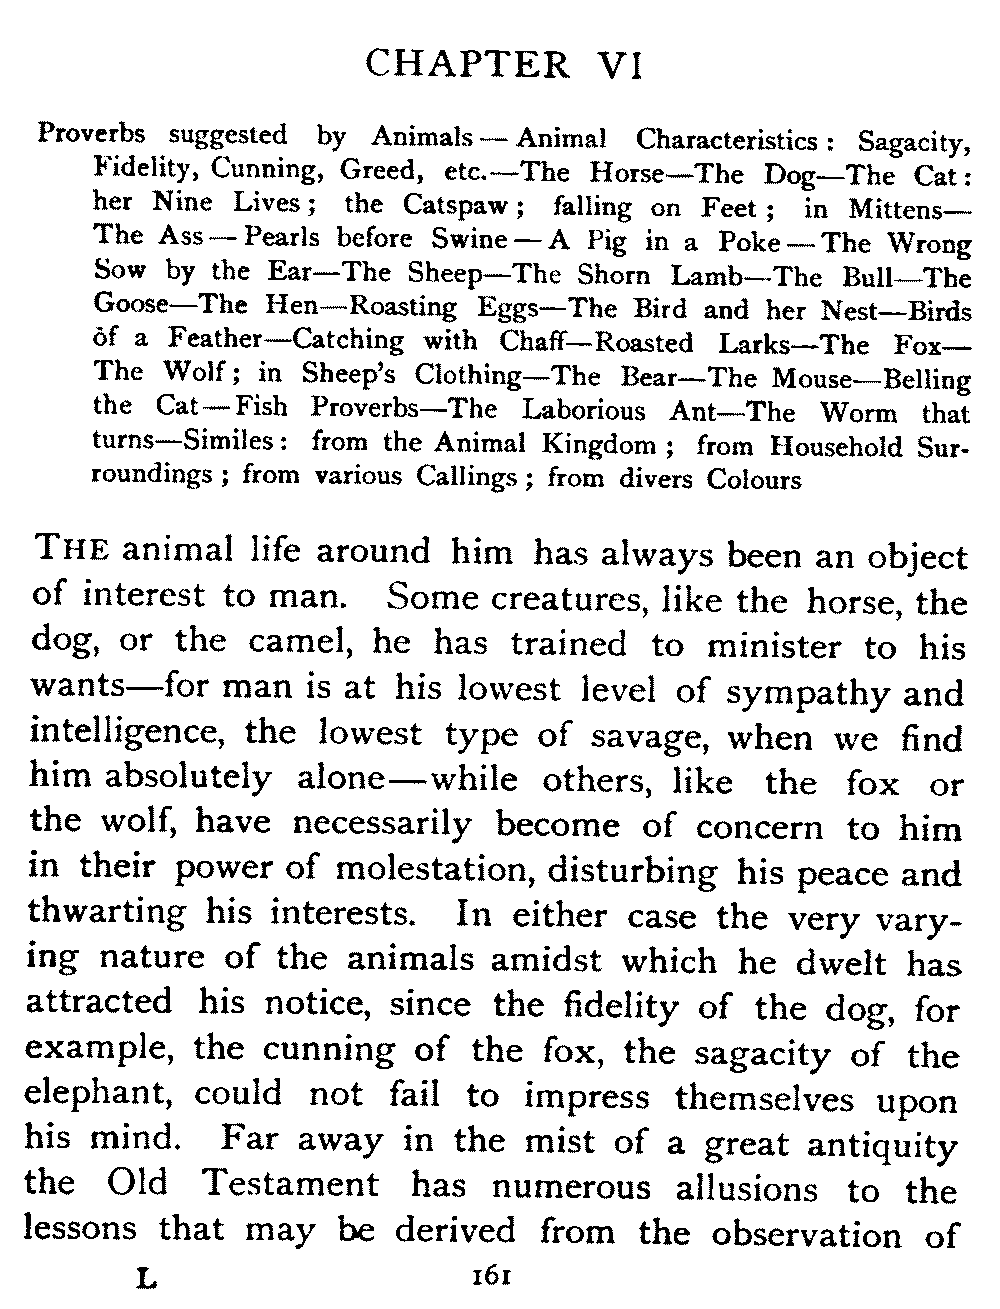 CHAPTER VI
Proverbs suggested by Animals — Animal Characteristics : Sagacity,
Fidelity, Cunning, Greed, etc.—The Horse—The Dog—The Cat :
her Nine Lives ; the Catspaw ; falling on Feet ; in Mittens—
The Ass — Pearls before Swine — A Pig in a Poke — The Wrong
Sow by the Ear—The Sheep—The Shorn Lamb—The Bull—The
Goose—The Hen—Roasting Eggs—The Bird and her Nest—Birds
of a Feather—Catching with Chaff—Roasted Larks—The Fox—
The Wolf ; in Sheep's Clothing—The Bear—The Mouse—Belling
the Cat — Fish Proverbs—The Laborious Ant—The Worm that
turns—Similes : from the Animal Kingdom ; from Household Sur-
roundings ; from various Callings ; from divers Colours
THE animal life around him has always been an object
of interest to man. Some creatures, like the horse, the
dog, or the camel, he has trained to minister to his
wants—for man is at his lowest level of sympathy and
intelligence, the lowest type of savage, when we find
him absolutely alone—while others, like the fox or
the wolf, have necessarily become of concern to him
in their power of molestation, disturbing his peace and
thwarting his interests. In either case the very vary-
ing nature of the animals amidst which he dwelt has
attracted his notice, since the fidelity of the dog, for
example, the cunning of the fox, the sagacity of the
elephant, could not fail to impress themselves upon
his mind. Far away in the mist of a great antiquity
the Old Testament has numerous allusions to the
lessons that may be derived from the observation of
L 161